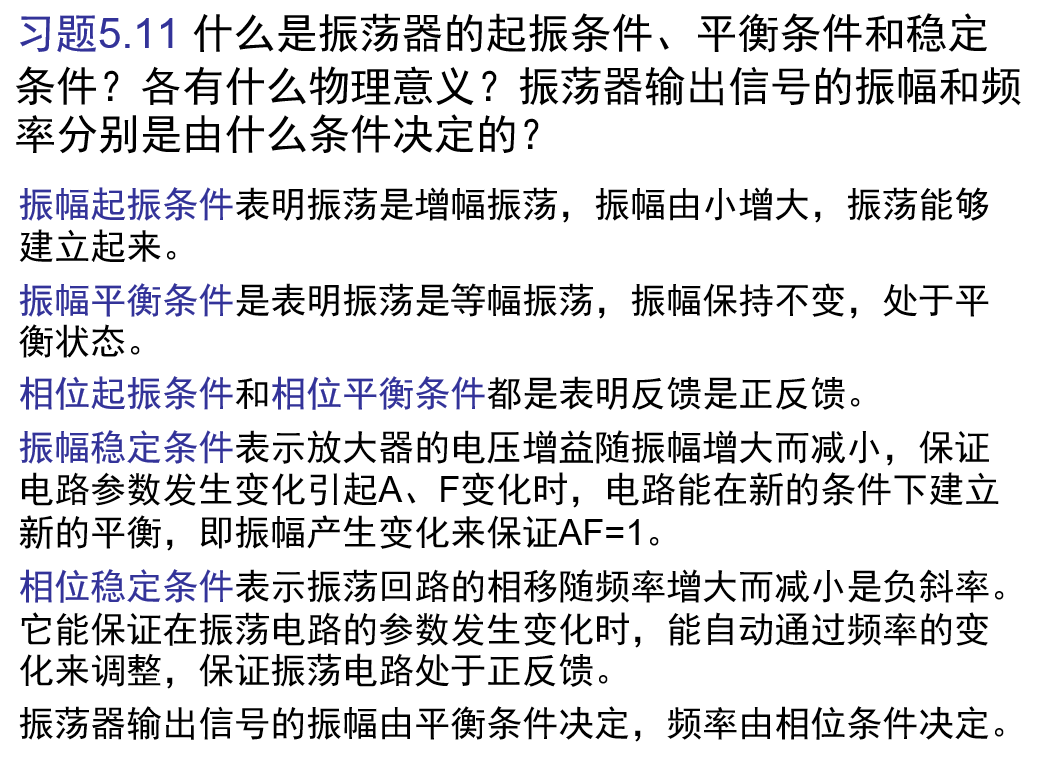 习题5.11 什么是振荡器的起振条件、平衡条件和稳定
条件？各有什么物理意义？振荡器输出信号的振幅和频
率分别是由什么条件决定的？
振幅起振条件表明振荡是增幅振荡，振幅由小增大，振荡能够
建立起来。
振幅平衡条件是表明振荡是等幅振荡，振幅保持不变，处于平
衡状态。
相位起振条件和相位平衡条件都是表明反馈是正反馈。
振幅稳定条件表示放大器的电压增益随振幅增大而减小，保证
电路参数发生变化引起A、F变化时，电路能在新的条件下建立
新的平衡，即振幅产生变化来保证AF=1。
相位稳定条件表示振荡回路的相移随频率增大而减小是负斜率。
它能保证在振荡电路的参数发生变化时，能自动通过频率的变
化来调整，保证振荡电路处于正反馈。
振荡器输出信号的振幅由平衡条件决定，频率由相位条件决定。